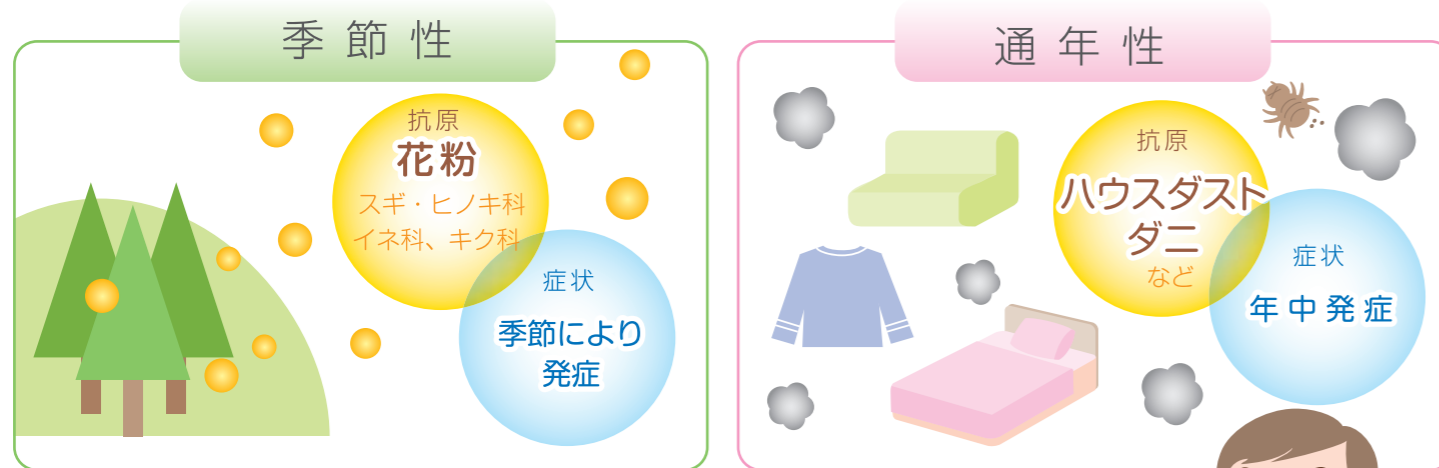 季節性
抗原
花粉
スギ・ヒノキ科
イネ科、キク科
症状
季節により
発症
通年性
抗原
ハウスダスト
ダニ
など
症状
年中発症